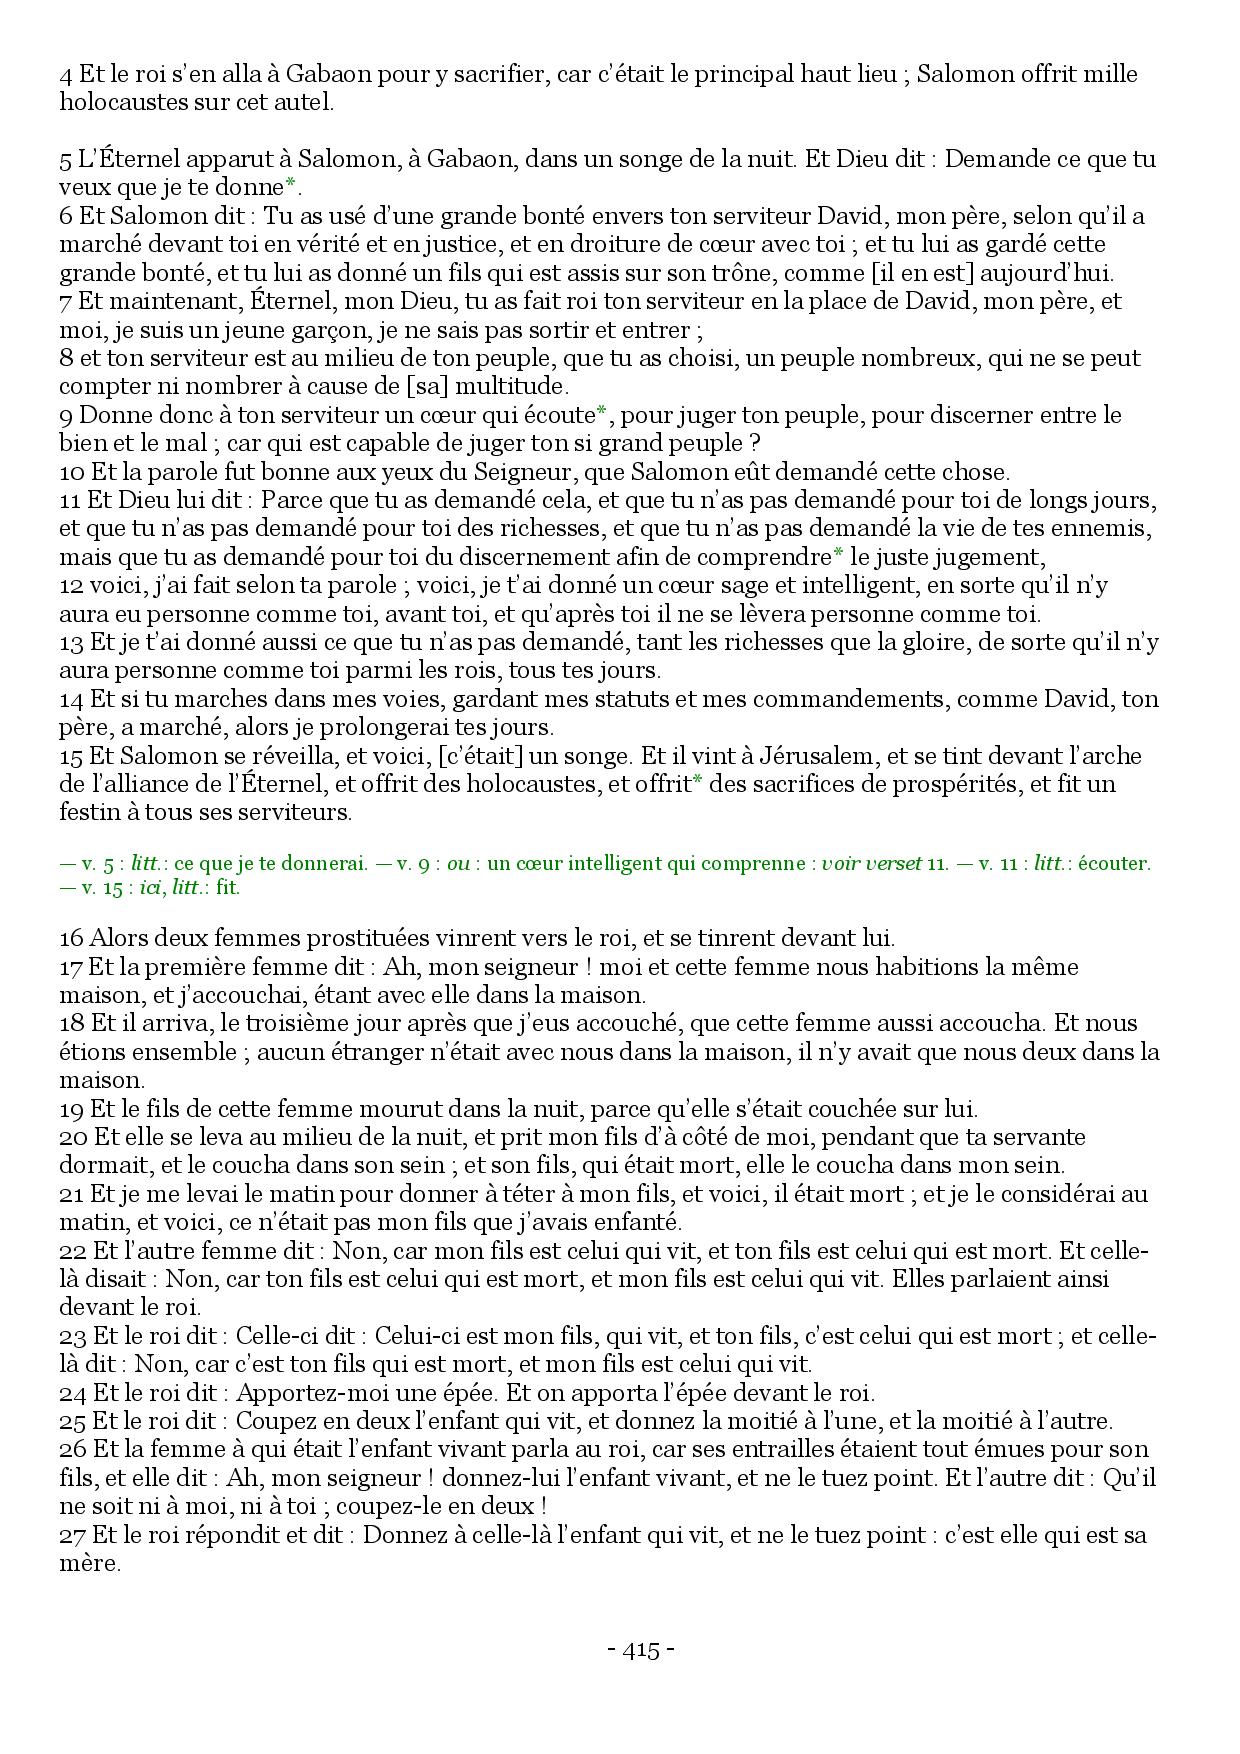 4 Et le roi s’en alla à Gabaon pour y sacrifier, car c’était le principal haut lieu ; Salomon offrit mille
holocaustes sur cet autel.
5 L’Éternel apparut à Salomon, à Gabaon, dans un songe de la nuit. Et Dieu dit : Demande ce que tu
veux que je te donne*.
6 Et Salomon dit : Tu as usé d’une grande bonté envers ton serviteur David, mon père, selon qu’il a
marché devant toi en vérité et en justice, et en droiture de cœur avec toi ; et tu lui as gardé cette
grande bonté, et tu lui as donné un fils qui est assis sur son trône, comme [il en est] aujourd’hui.
7 Et maintenant, Éternel, mon Dieu, tu as fait roi ton serviteur en la place de David, mon père, et
moi, je suis un jeune garçon, je ne sais pas sortir et entrer ;
8 et ton serviteur est au milieu de ton peuple, que tu as choisi, un peuple nombreux, qui ne se peut
compter ni nombrer à cause de [sa] multitude.
9 Donne donc à ton serviteur un cœur qui écoute*, pour juger ton peuple, pour discerner entre le
bien et le mal ; car qui est capable de juger ton si grand peuple ?
10 Et la parole fut bonne aux yeux du Seigneur, que Salomon eût demandé cette chose.
11 Et Dieu lui dit : Parce que tu as demandé cela, et que tu n’as pas demandé pour toi de longs jours,
et que tu n’as pas demandé pour toi des richesses, et que tu n’as pas demandé la vie de tes ennemis,
mais que tu as demandé pour toi du discernement afin de comprendre* le juste jugement,
12 voici, j’ai fait selon ta parole ; voici, je t’ai donné un cœur sage et intelligent, en sorte qu’il n’y
aura eu personne comme toi, avant toi, et qu’après toi il ne se lèvera personne comme toi.
13 Et je t’ai donné aussi ce que tu n’as pas demandé, tant les richesses que la gloire, de sorte qu’il n’y
aura personne comme toi parmi les rois, tous tes jours.
14 Et si tu marches dans mes voies, gardant mes statuts et mes commandements, comme David, ton
père, a marché, alors je prolongerai tes jours.
15 Et Salomon se réveilla, et voici, [c’était] un songe. Et il vint à Jérusalem, et se tint devant l’arche
de l’alliance de l’Éternel, et offrit des holocaustes, et offrit* des sacrifices de prospérités, et fit un
festin à tous ses serviteurs.
— v. 5 : litt.: ce que je te donnerai. — v. 9 : ou : un cœur intelligent qui comprenne : voir verset 11. — v. 11 : litt.: écouter.
— v. 15 : ici, litt.: fit.
16 Alors deux femmes prostituées vinrent vers le roi, et se tinrent devant lui.
17 Et la première femme dit : Ah, mon seigneur ! moi et cette femme nous habitions la même
maison, et j’accouchai, étant avec elle dans la maison.
18 Et il arriva, le troisième jour après que j’eus accouché, que cette femme aussi accoucha. Et nous
étions ensemble ; aucun étranger n’était avec nous dans la maison, il n’y avait que nous deux dans la
maison.
19 Et le fils de cette femme mourut dans la nuit, parce qu’elle s’était couchée sur lui.
20 Et elle se leva au milieu de la nuit, et prit mon fils d’à côté de moi, pendant que ta servante
dormait, et le coucha dans son sein ; et son fils, qui était mort, elle le coucha dans mon sein.
21 Et je me levai le matin pour donner à téter à mon fils, et voici, il était mort ; et je le considérai au
matin, et voici, ce n’était pas mon fils que j’avais enfanté.
22 Et l’autre femme dit : Non, car mon fils est celui qui vit, et ton fils est celui qui est mort. Et celle-
là disait : Non, car ton fils est celui qui est mort, et mon fils est celui qui vit. Elles parlaient ainsi
devant le roi.
23 Et le roi dit : Celle-ci dit : Celui-ci est mon fils, qui vit, et ton fils, c’est celui qui est mort ; et celle-
là dit : Non, car c’est ton fils qui est mort, et mon fils est celui qui vit.
24 Et le roi dit : Apportez-moi une épée. Et on apporta l’épée devant le roi.
25 Et le roi dit : Coupez en deux l’enfant qui vit, et donnez la moitié à l’une, et la moitié à l’autre.
26 Et la femme à qui était l’enfant vivant parla au roi, car ses entrailles étaient tout émues pour son
fils, et elle dit : Ah, mon seigneur ! donnez-lui l’enfant vivant, et ne le tuez point. Et l’autre dit : Qu’il
ne soit ni à moi, ni à toi ; coupez-le en deux !
27 Et le roi répondit et dit : Donnez à celle-là l’enfant qui vit, et ne le tuez point : c’est elle qui est sa
mère.
- 415 -